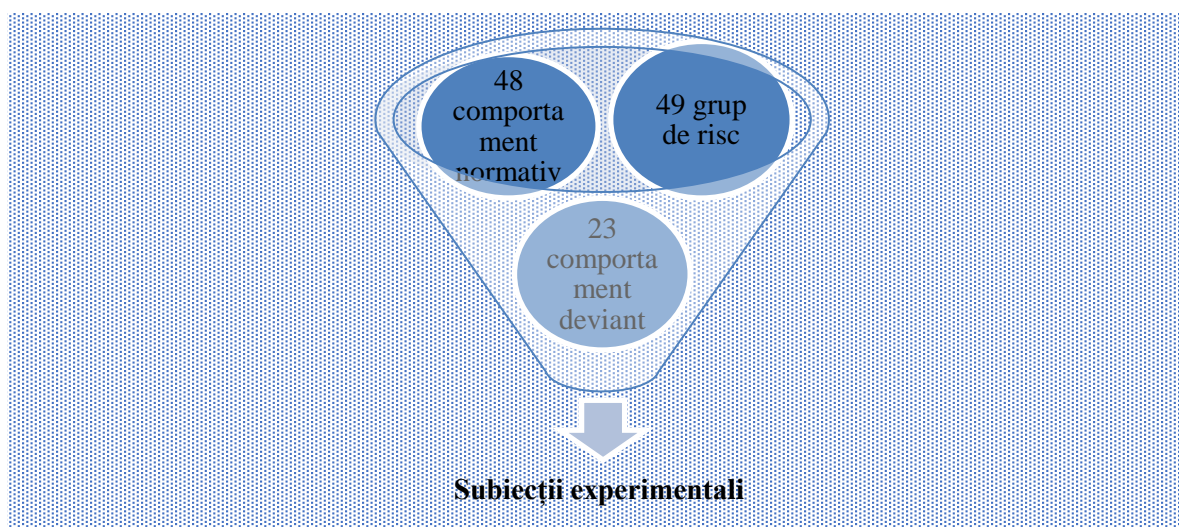 48
comporta
ment
normativ
49 grup
de risc
23
comporta
ment
deviant
Subiecții experimentali